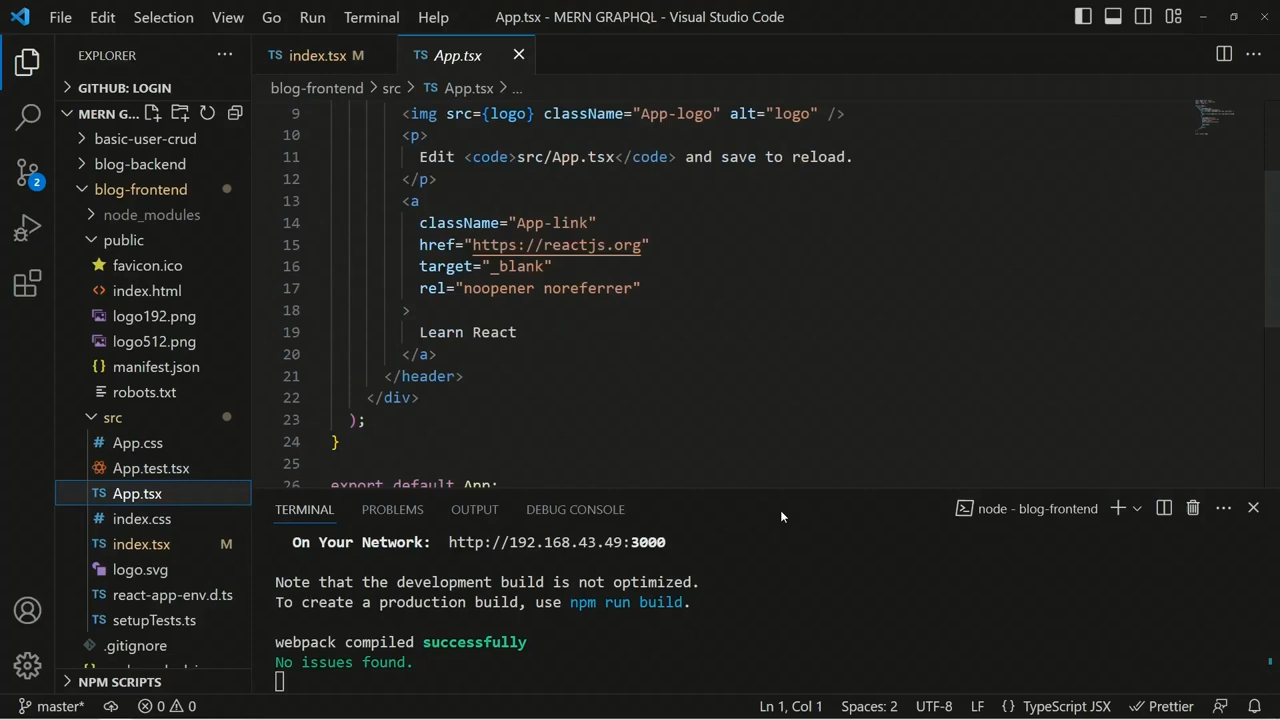 File Edit Selection View Go Run Terminal Help App.tsx - MERN GRAPHQL - Visual Studio Code
EXPLORER
GITHUB: LOGIN
MERN G...
basic-user-crud
blog-backend
blog-frontend
node_modules
public
favicon.ico
index.html
logo192.png
logo512.png
manifest.json
robots.txt
src
App.css
App.test.tsx
TS App.tsx
index.css
TS index.tsx M
logo.svg
TS react-app-env.d.ts
TS setupTests.ts
.gitignore
NPM SCRIPTS
2
TS index.tsx M TS App.tsx
blog-frontend > src > TS App.tsx > ...
9 <img src={logo} className="App-logo" alt="logo" />
10 <p>
11 Edit <code>src/App.tsx</code> and save to reload.
12 </p>
13 <a
14 className="App-link"
15 href="https://reactjs.org"
16 target="_blank"
17 rel="noopener noreferrer"
18 >
19 Learn React
20 </a>
21 </header>
22 </div>
23 );
24 }
25
26 export default App;
TERMINAL PROBLEMS OUTPUT DEBUG CONSOLE node - blog-frontend
On Your Network: http://192.168.43.49:3000
Note that the development build is not optimized.
To create a production build, use npm run build.
webpack compiled successfully
No issues found.
master* 0 0 Ln 1, Col 1 Spaces: 2 UTF-8 LF {} TypeScript JSX Prettier